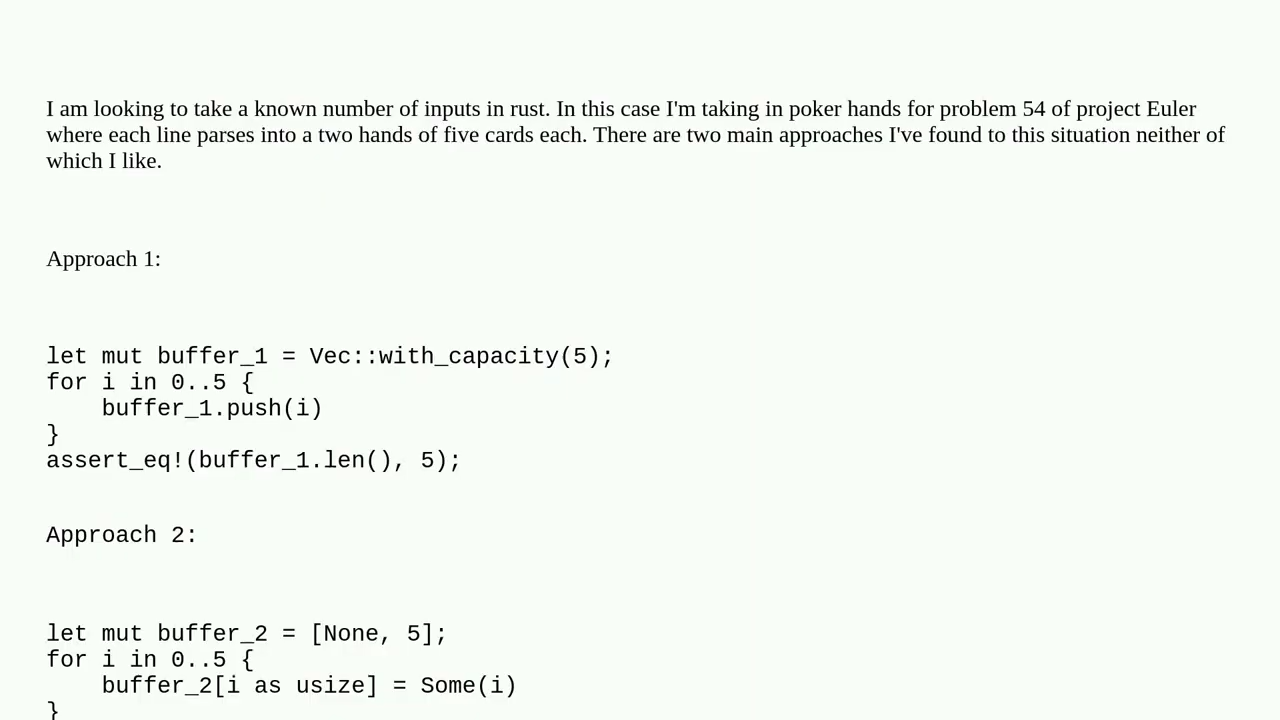 I am looking to take a known number of inputs in rust. In this case I'm taking in poker hands for problem 54 of project Euler
where each line parses into a two hands of five cards each. There are two main approaches I've found to this situation neither of
which I like.
Approach 1:
let mut buffer_1 = Vec::with_capacity(5);
for i in 0..5 {
    buffer_1.push(i)
}
assert_eq!(buffer_1.len(), 5);
Approach 2:
let mut buffer_2 = [None, 5];
for i in 0..5 {
    buffer_2[i as usize] = Some(i)
}